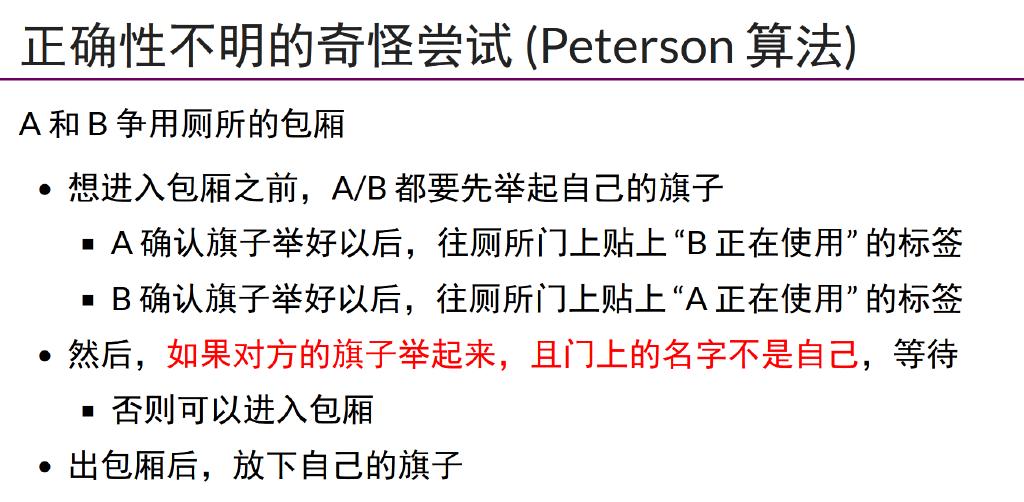 正确性不明的奇怪尝试 (Peterson 算法)
A 和 B 争用厕所的包厢
• 想进入包厢之前，A/B 都要先举起自己的旗子
▪ A 确认旗子举好以后，往厕所门上贴上 “B 正在使用” 的标签
▪ B 确认旗子举好以后，往厕所门上贴上 “A 正在使用” 的标签
• 然后，如果对方的旗子举起来，且门上的名字不是自己，等待
▪ 否则可以进入包厢
• 出包厢后，放下自己的旗子